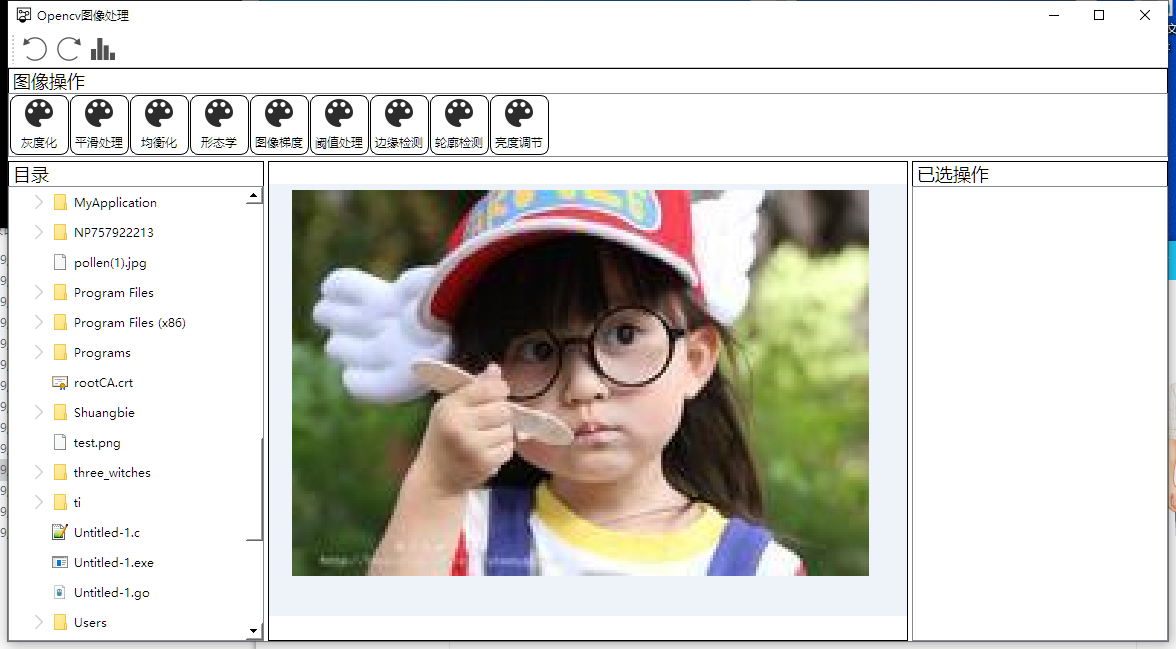 Opencv图像处理
图像操作
灰度化 平滑处理 均衡化 形态学 图像梯度 阈值处理 边缘检测 轮廓检测 亮度调节
目录
已选操作
MyApplication
NP757922213
pollen(1).jpg
Program Files
Program Files (x86)
Programs
rootCA.crt
Shuangbie
test.png
three_witches
ti
Untitled-1.c
Untitled-1.exe
Untitled-1.go
Users